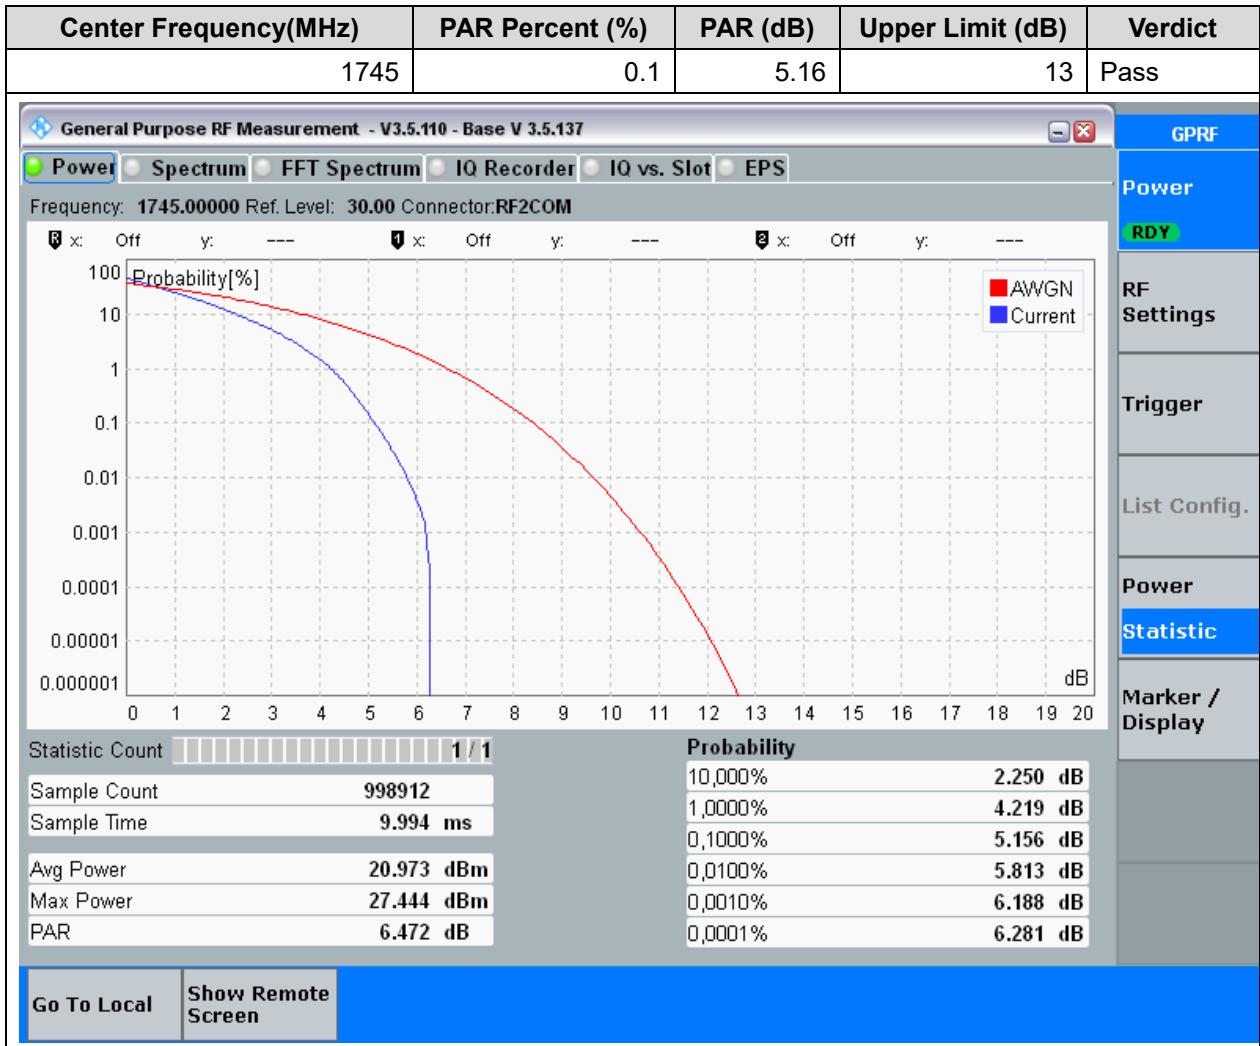 Center Frequency(MHz) PAR Percent (%) PAR (dB) Upper Limit (dB) Verdict
1745 0.1 5.16 13 Pass
General Purpose RF Measurement - V3.5.110 - Base V 3.5.137
GPRF
Power Spectrum FFT Spectrum IQ Recorder IQ vs. Slot EPS
Power
RDY
Frequency: 1745.00000 Ref. Level: 30.00 Connector:RF2COM
R x: Off y: --- 1 x: Off y: --- 2 x: Off y: ---
Probability[%]
100
10
1
0.1
0.01
0.001
0.0001
0.00001
0.000001
AWGN
Current
dB
0 1 2 3 4 5 6 7 8 9 10 11 12 13 14 15 16 17 18 19 20
RF
Settings
Trigger
List Config.
Power
Statistic
Marker /
Display
Statistic Count 1 / 1
Sample Count 998912
Sample Time 9.994 ms
Avg Power 20.973 dBm
Max Power 27.444 dBm
PAR 6.472 dB
Probability
10,000% 2.250 dB
1,0000% 4.219 dB
0,1000% 5.156 dB
0,0100% 5.813 dB
0,0010% 6.188 dB
0,0001% 6.281 dB
Go To Local
Show Remote
Screen